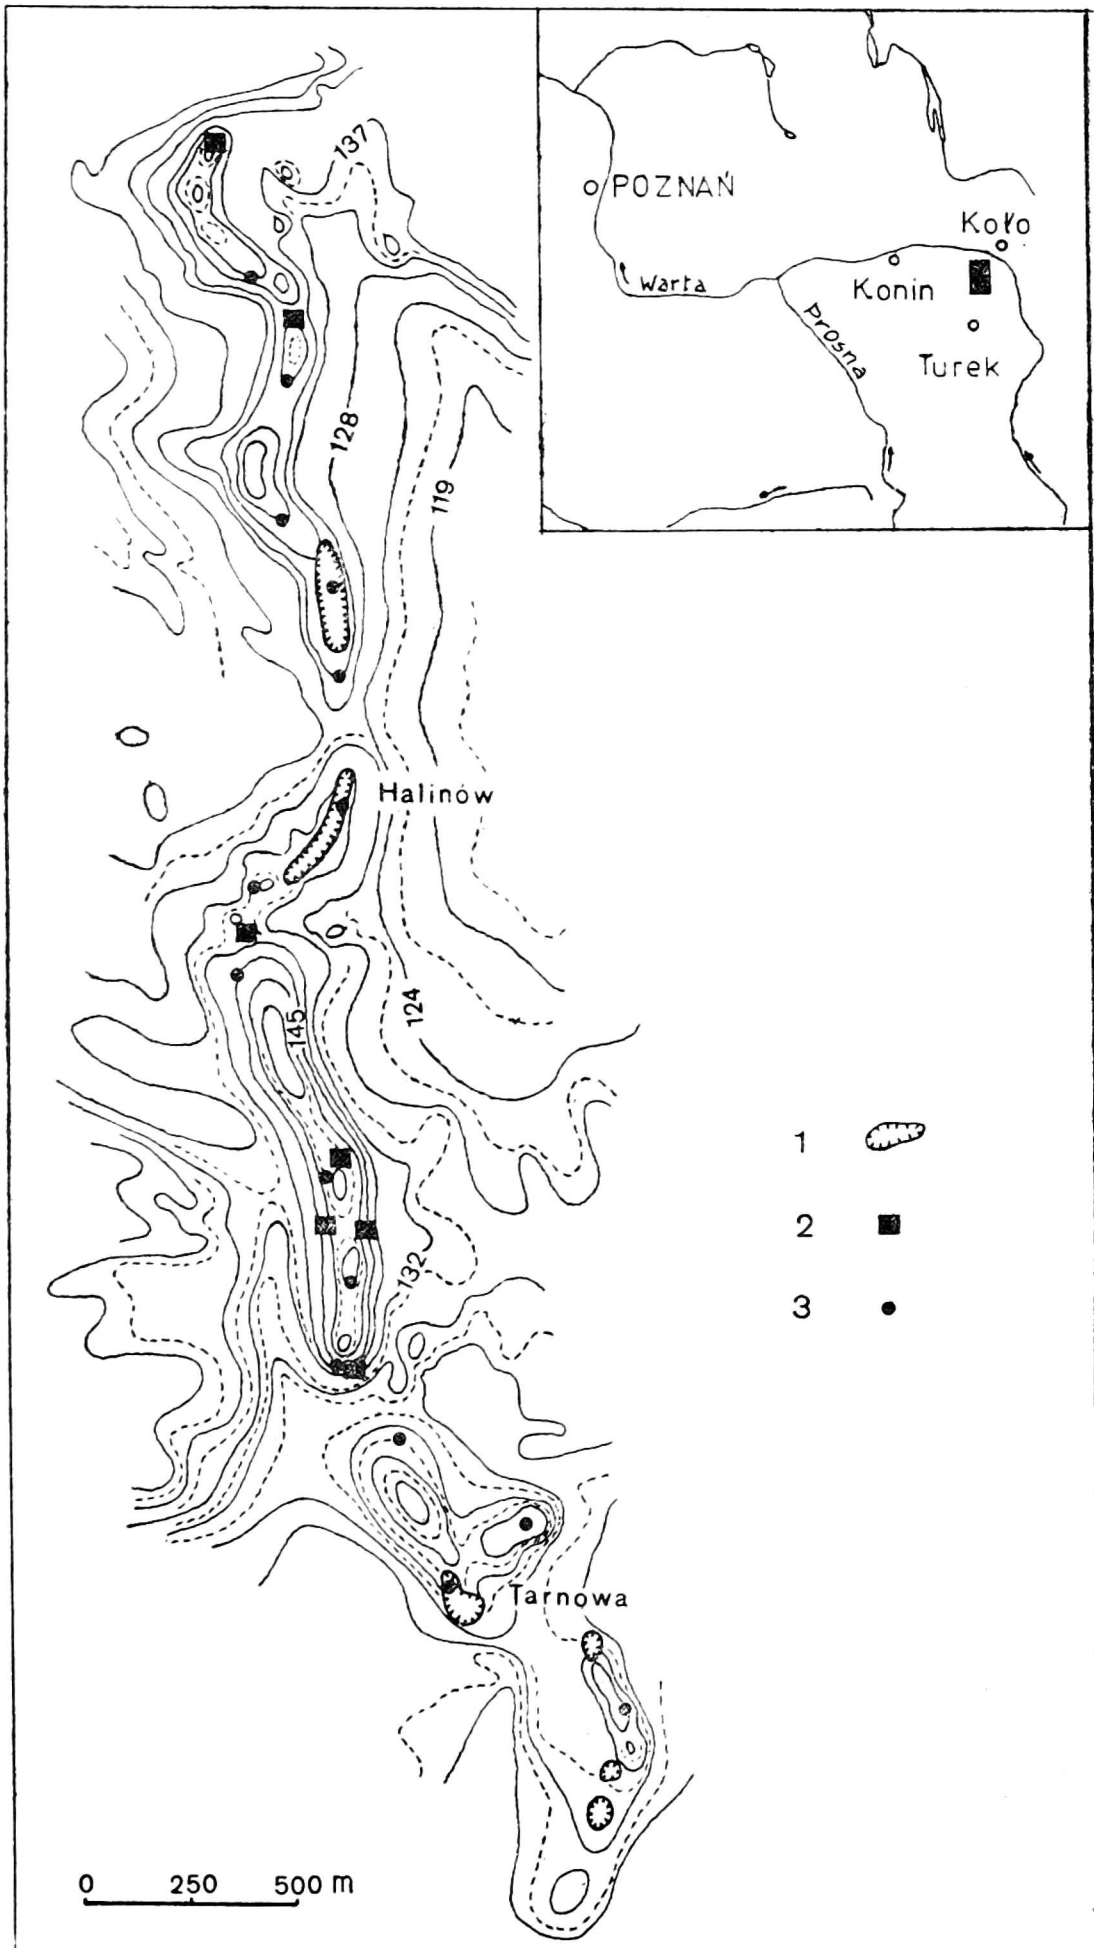 137
POZNAŃ
Koło
Warta
Konin
Prosna
Turek
128
119
Halinów
145
124
1
2
132
3
Tarnowa
0 250 500 m